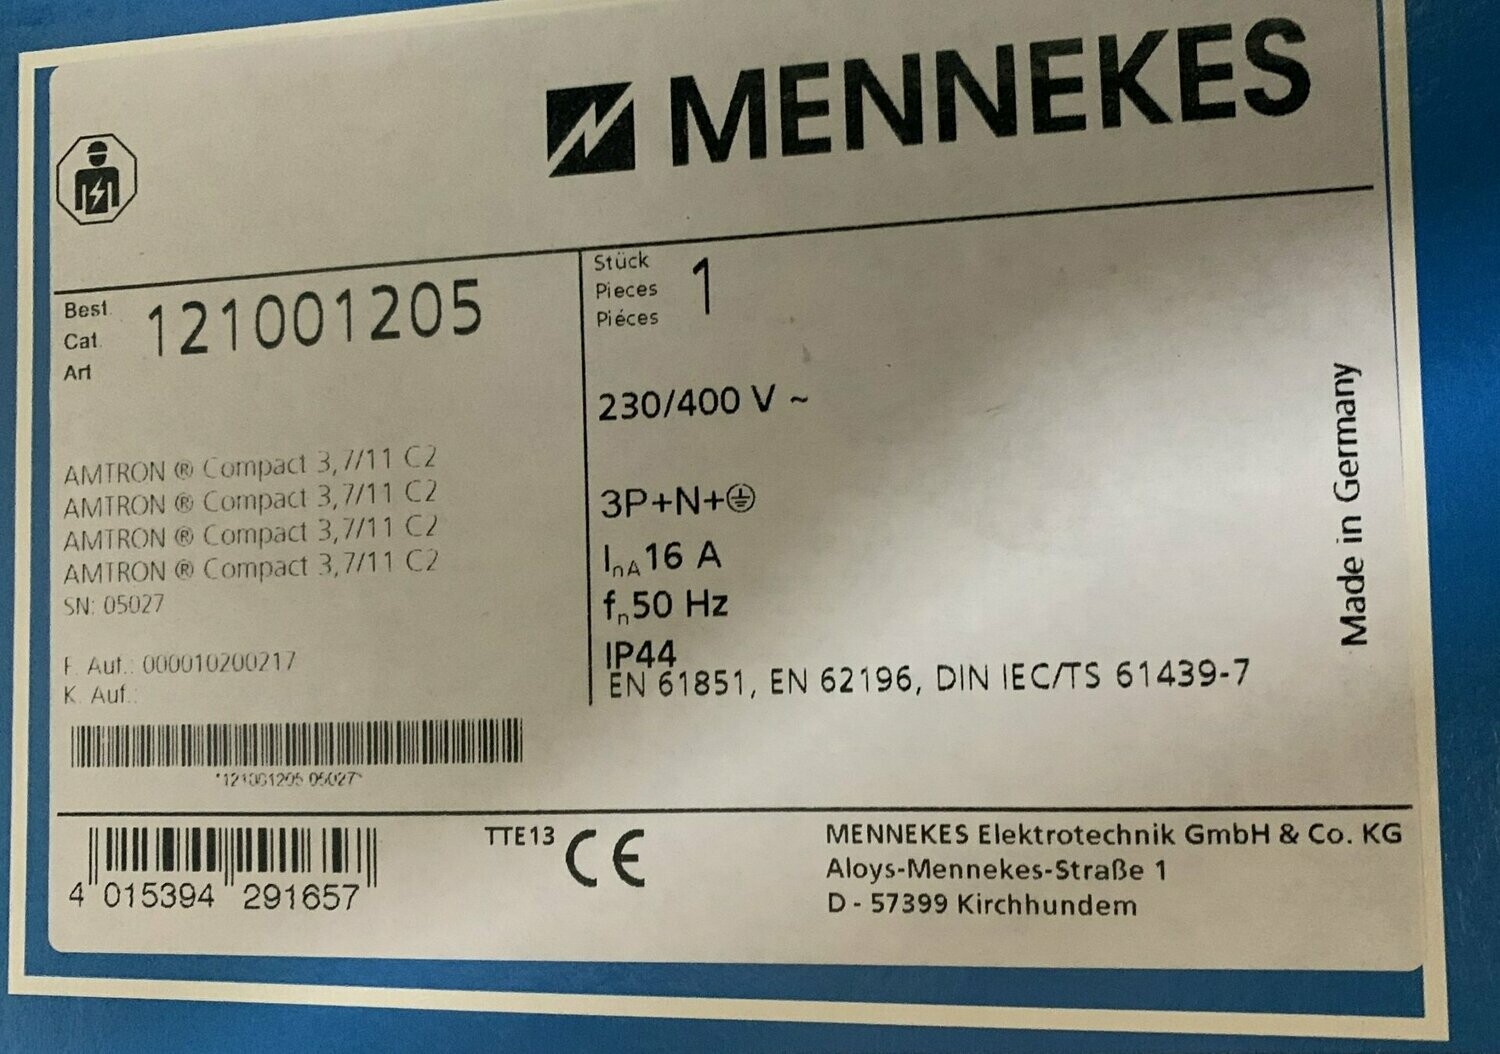 MENNEKES
Best.
Cat.
Art
121001205
Stück
Pieces
Piéces
1
230/400 V ~
AMTRON ® Compact 3,7/11 C2
AMTRON ® Compact 3,7/11 C2
AMTRON ® Compact 3,7/11 C2
AMTRON ® Compact 3,7/11 C2
SN: 05027
F. Auf.: 000010200217
K. Auf.:
3P+N+
InA 16 A
fn 50 Hz
IP44
EN 61851, EN 62196, DIN IEC/TS 61439-7
Made in Germany
*121001205 05027*
4 015394 291657
TTE13 CE
MENNEKES Elektrotechnik GmbH & Co. KG
Aloys-Mennekes-Straße 1
D - 57399 Kirchhundem